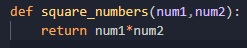 def square_numbers(num1,num2):
    return num1*num2